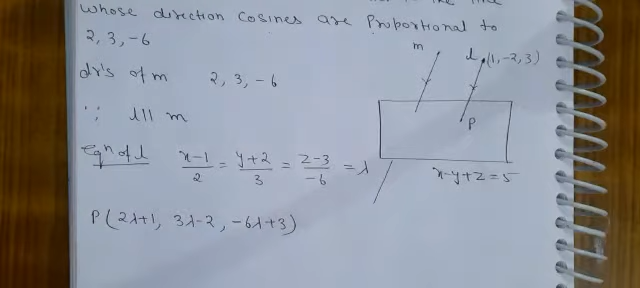 whose direction cosines are proportional to
2, 3, -6
dr's of m 2, 3, -6
∵ l∥m
Eqn of l (x-1)/2 = (y+2)/3 = (z-3)/-6 = λ
P(2λ+1, 3λ-2, -6λ+3)
m
l (1, -2, 3)
P
x-y+z=5